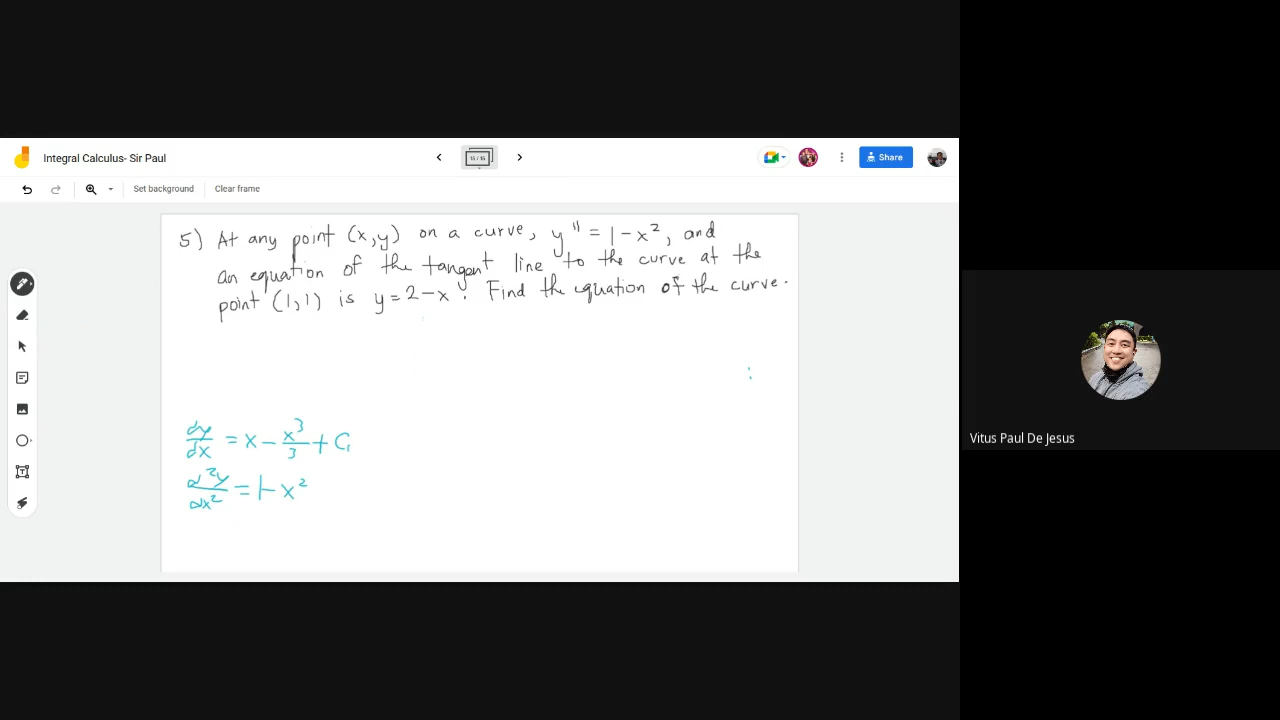 Integral Calculus- Sir Paul
15 / 15
Share
Set background
Clear frame
5) At any point (x,y) on a curve, y" = 1-x², and
an equation of the tangent line to the curve at the
point (1,1) is y=2-x. Find the equation of the curve.
dy/dx = x - x³/3 + C₁
d²y/dx² = 1-x²
Vitus Paul De Jesus